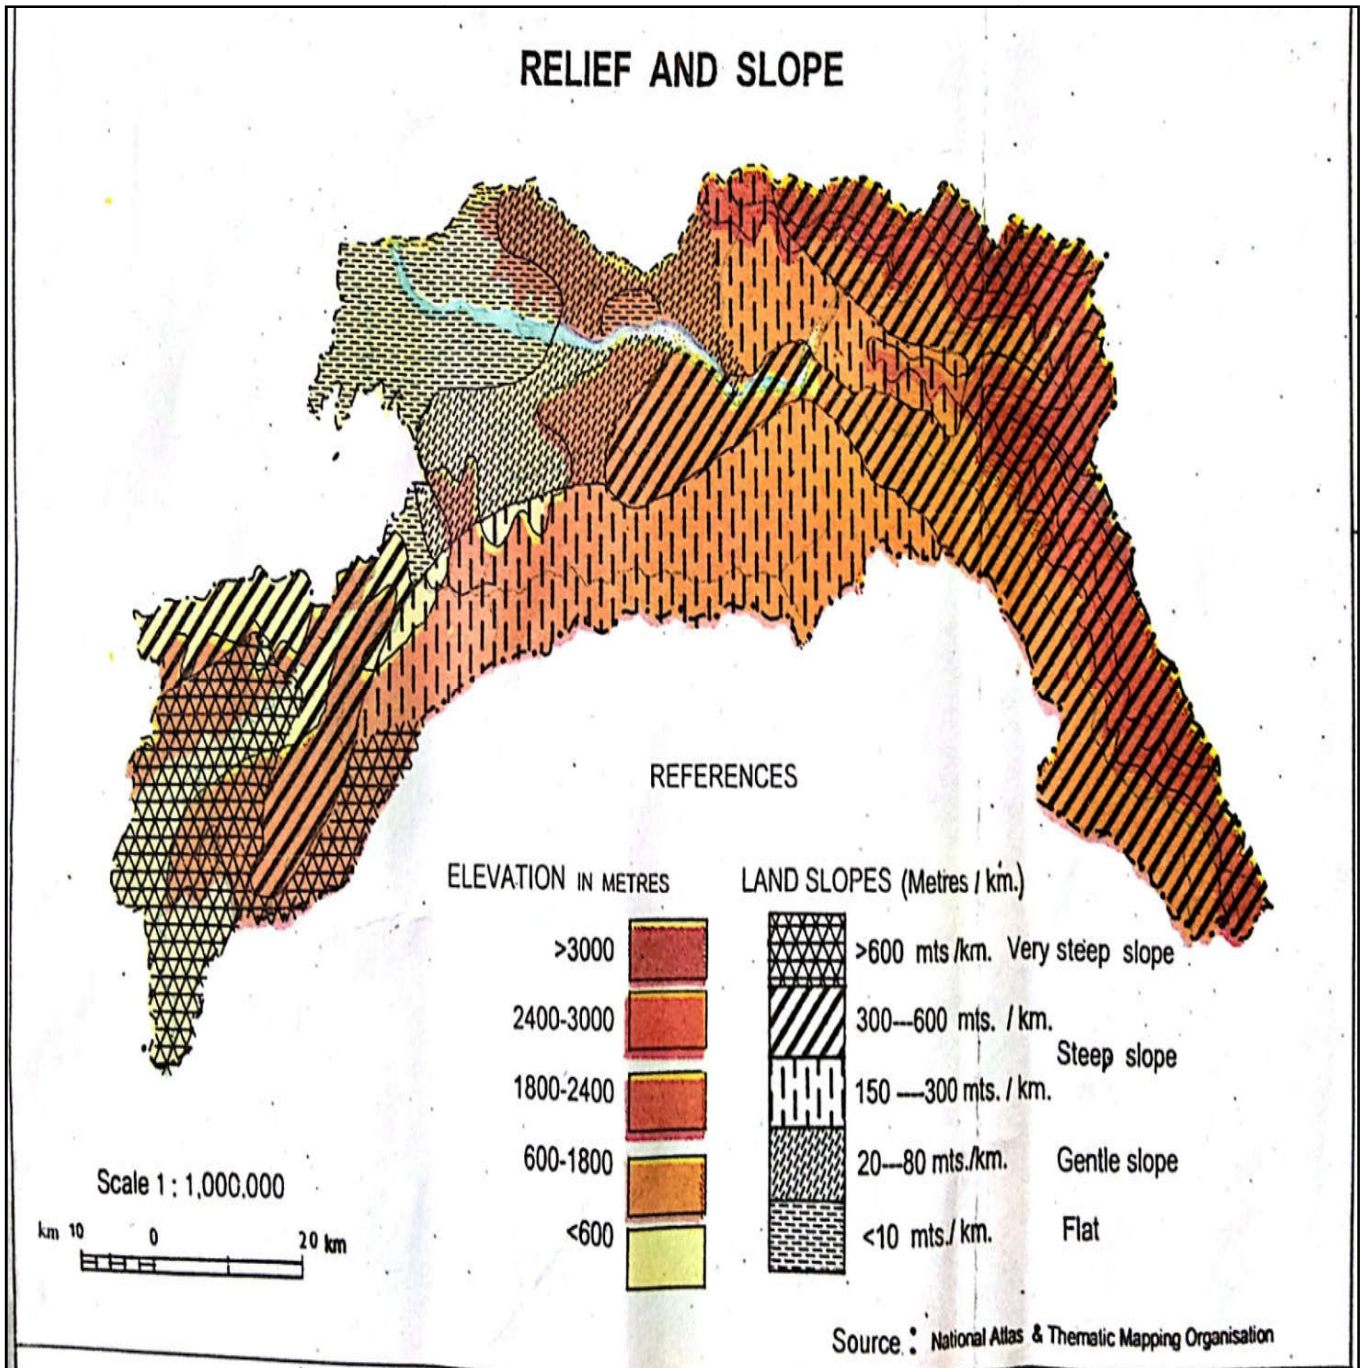 RELIEF AND SLOPE
REFERENCES
ELEVATION IN METRES
>3000
2400-3000
1800-2400
600-1800
<600
LAND SLOPES (Metres / km.)
>600 mts /km. Very steep slope
300---600 mts. / km.
Steep slope
150 ----300 mts. / km.
20---80 mts./km. Gentle slope
<10 mts./ km. Flat
Scale 1 : 1,000,000
km 10 0 20 km
Source : National Atlas & Thematic Mapping Organisation